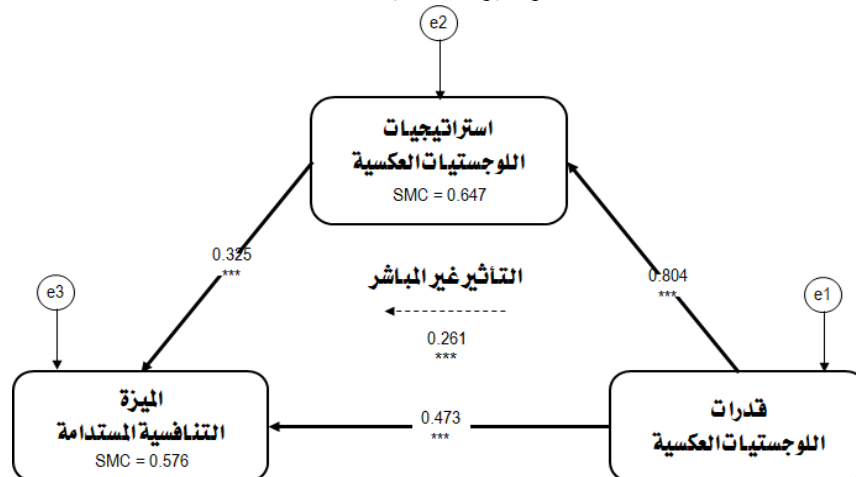 e2
استراتيجيات
اللوجستيات العكسية
SMC = 0.647
0.325
***
التأثير غير المباشر
0.804
***
0.261
***
e3
e1
الميزة
التنافسية المستدامة
SMC = 0.576
0.473
***
قدرات
اللوجستيات العكسية